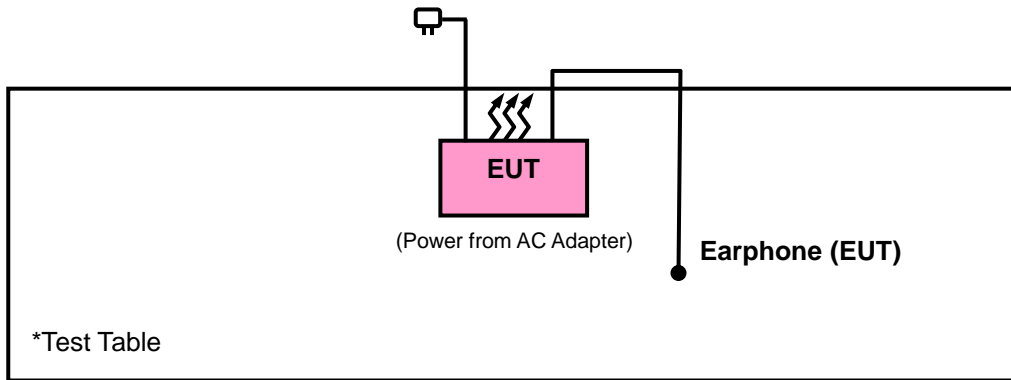 EUT
(Power from AC Adapter)
Earphone (EUT)
*Test Table